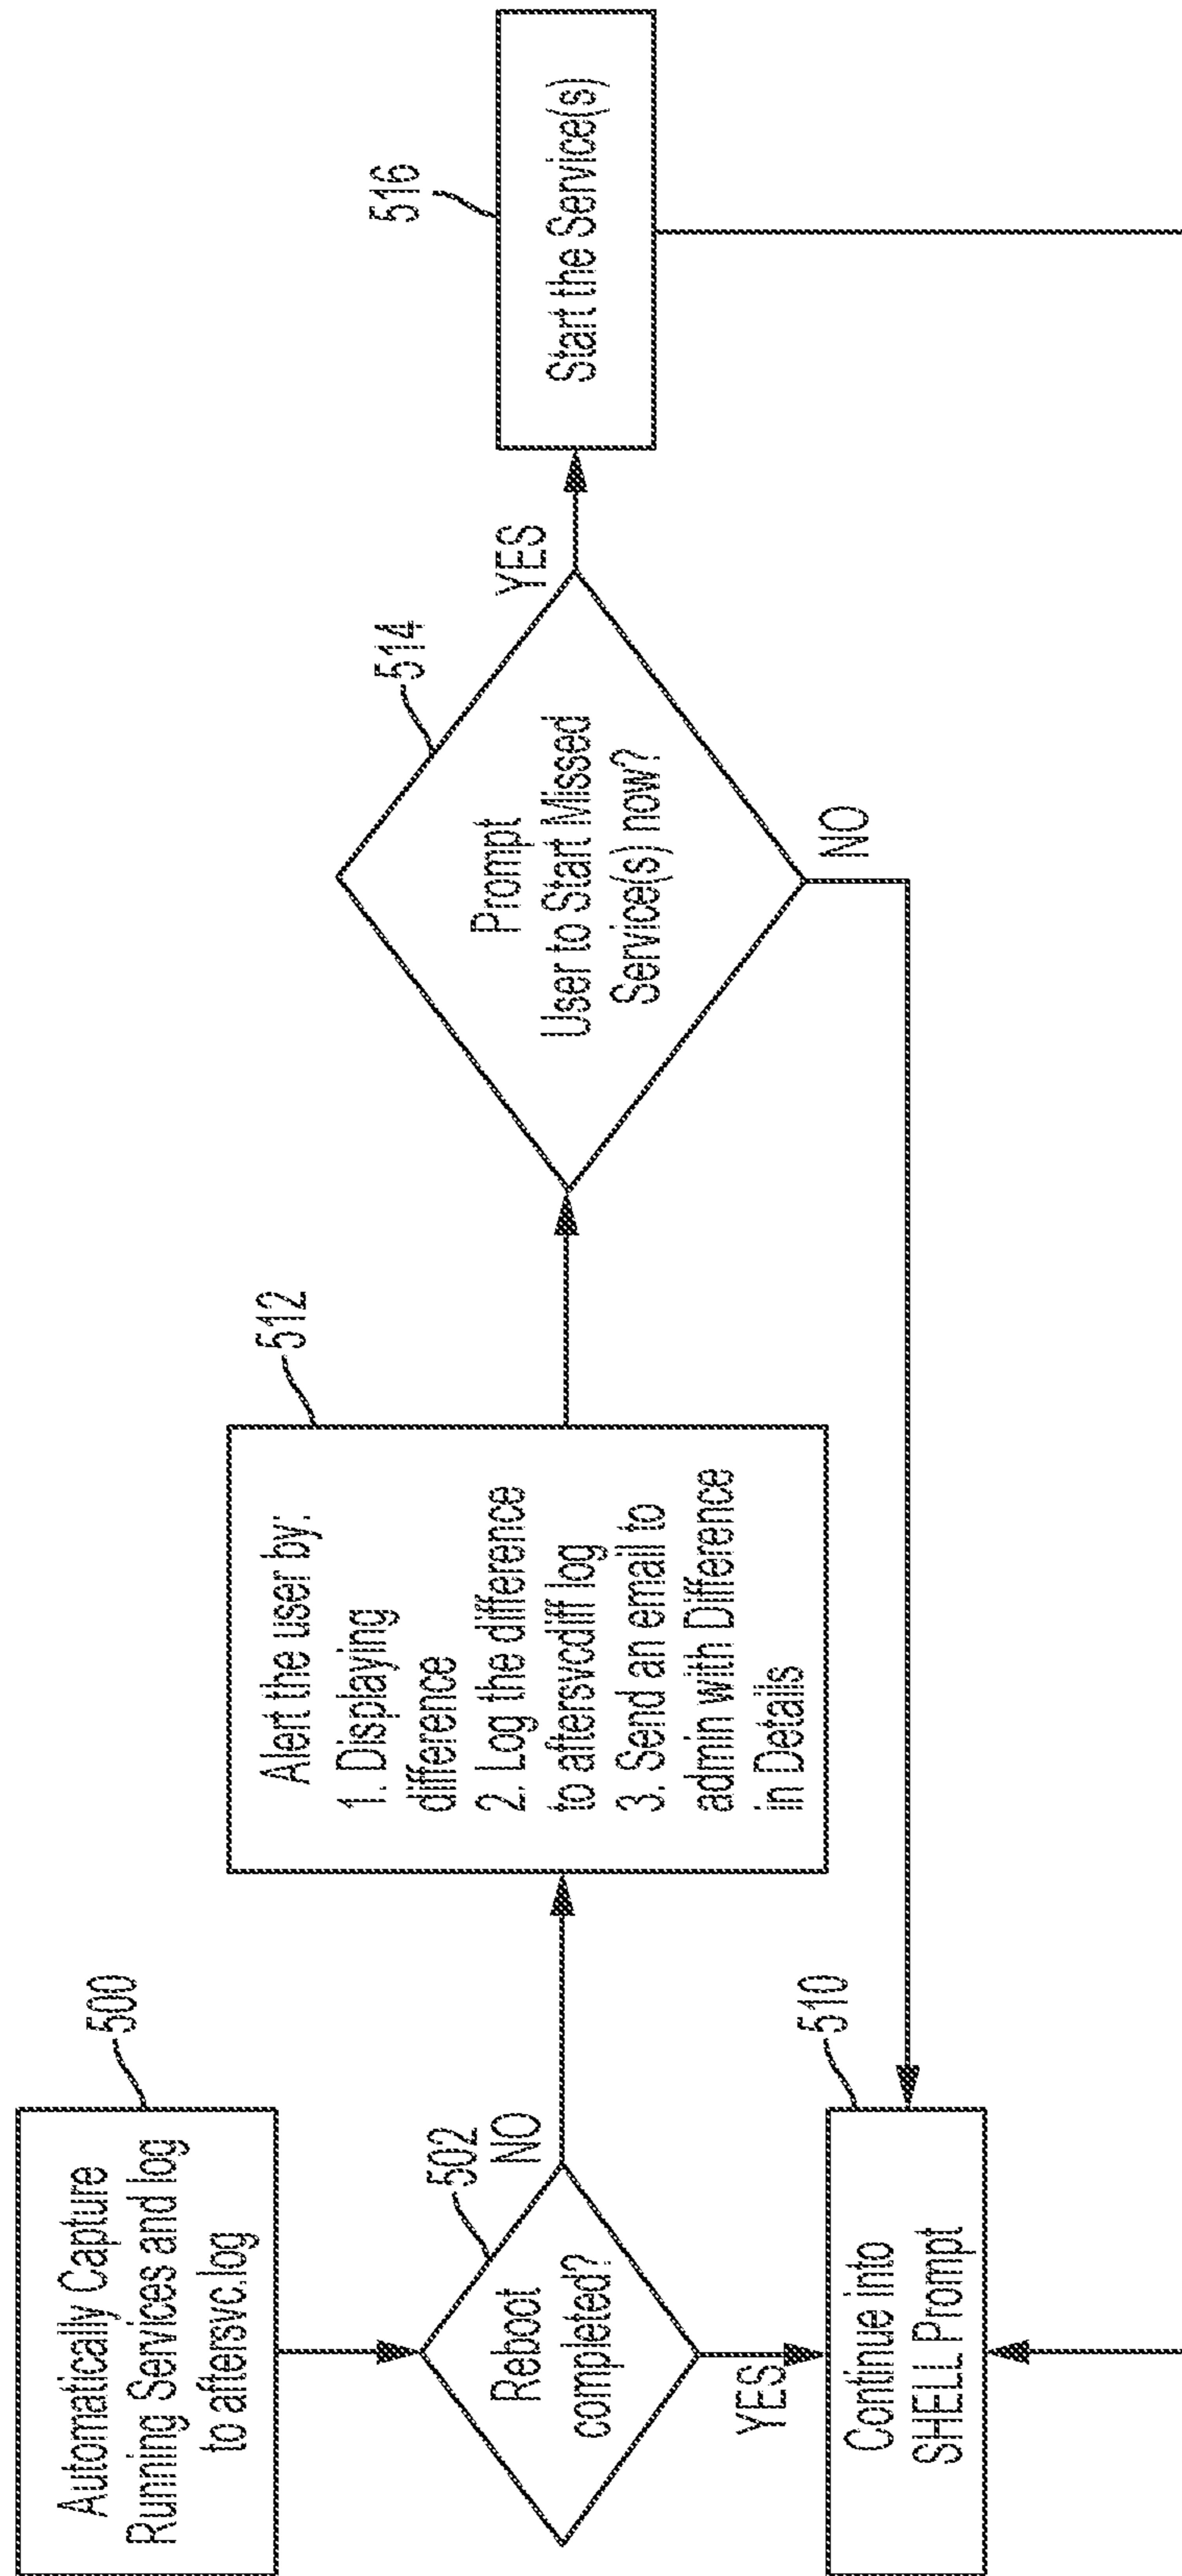 500
Automatically Capture
Running Services and log
to aftersvc.log
502
Reboot
completed?
NO
YES
510
Continue into
SHELL Prompt
512
Alert the user by:
1. Displaying
difference
2. Log the difference
to aftersvcdiff log
3. Send an email to
admin with Difference
in Details
514
Prompt
User to Start Missed
Service(s) now?
YES
NO
516
Start the Service(s)